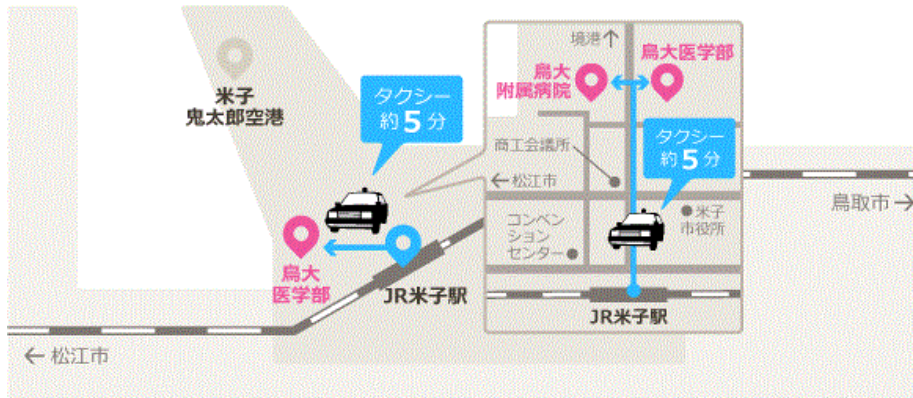 米子
鬼太郎空港
タクシー
約5分
鳥大
医学部
JR米子駅
←松江市
境港↑
鳥大
附属病院
鳥大医学部
タクシー
約5分
商工会議所
←松江市
コンベン
ション
センター
米子
市役所
JR米子駅
鳥取市→